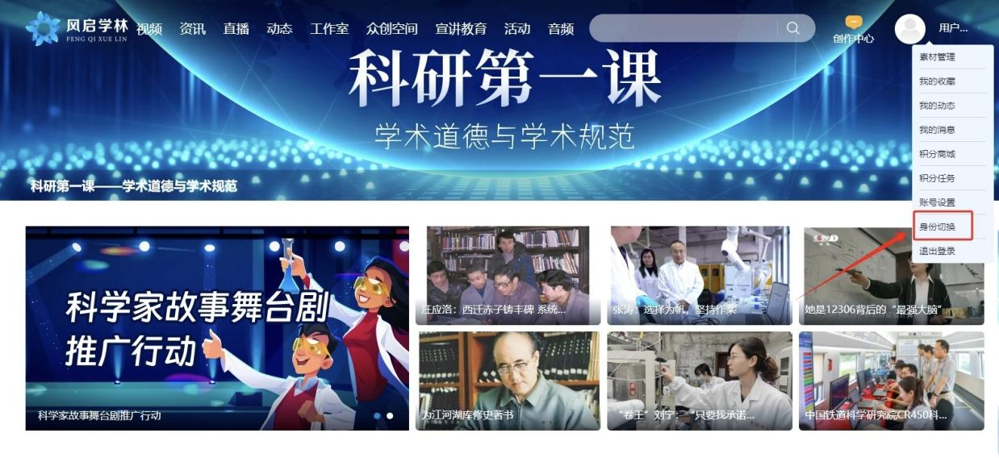 风启学林
FENG QI XUE LIN
视频 资讯 直播 动态 工作室 众创空间 宣讲教育 活动 音频
创作中心
用户...
素材管理
我的收藏
我的动态
我的消息
积分商城
积分任务
账号设置
身份切换
退出登录
科研第一课
学术道德与学术规范
科研第一课——学术道德与学术规范
科学家故事舞台剧
推广行动
科学家故事舞台剧推广行动
汪应洛：西迁赤子铸丰碑 系统...
张涛：选择为帆，坚持作桨
她是12306背后的“最强大脑”
为江河湖库修史著书
“卷王”刘宁：“只要我承诺...
中国铁道科学研究院CR450科...